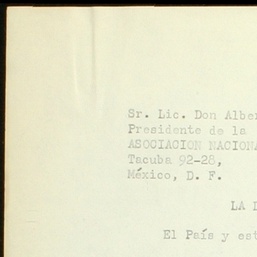 Sr. Lic. Don Alber
Presidente de la
ASOCIACION NACIONA
Tacuba 92-28,
México, D. F.
LA
El País y est